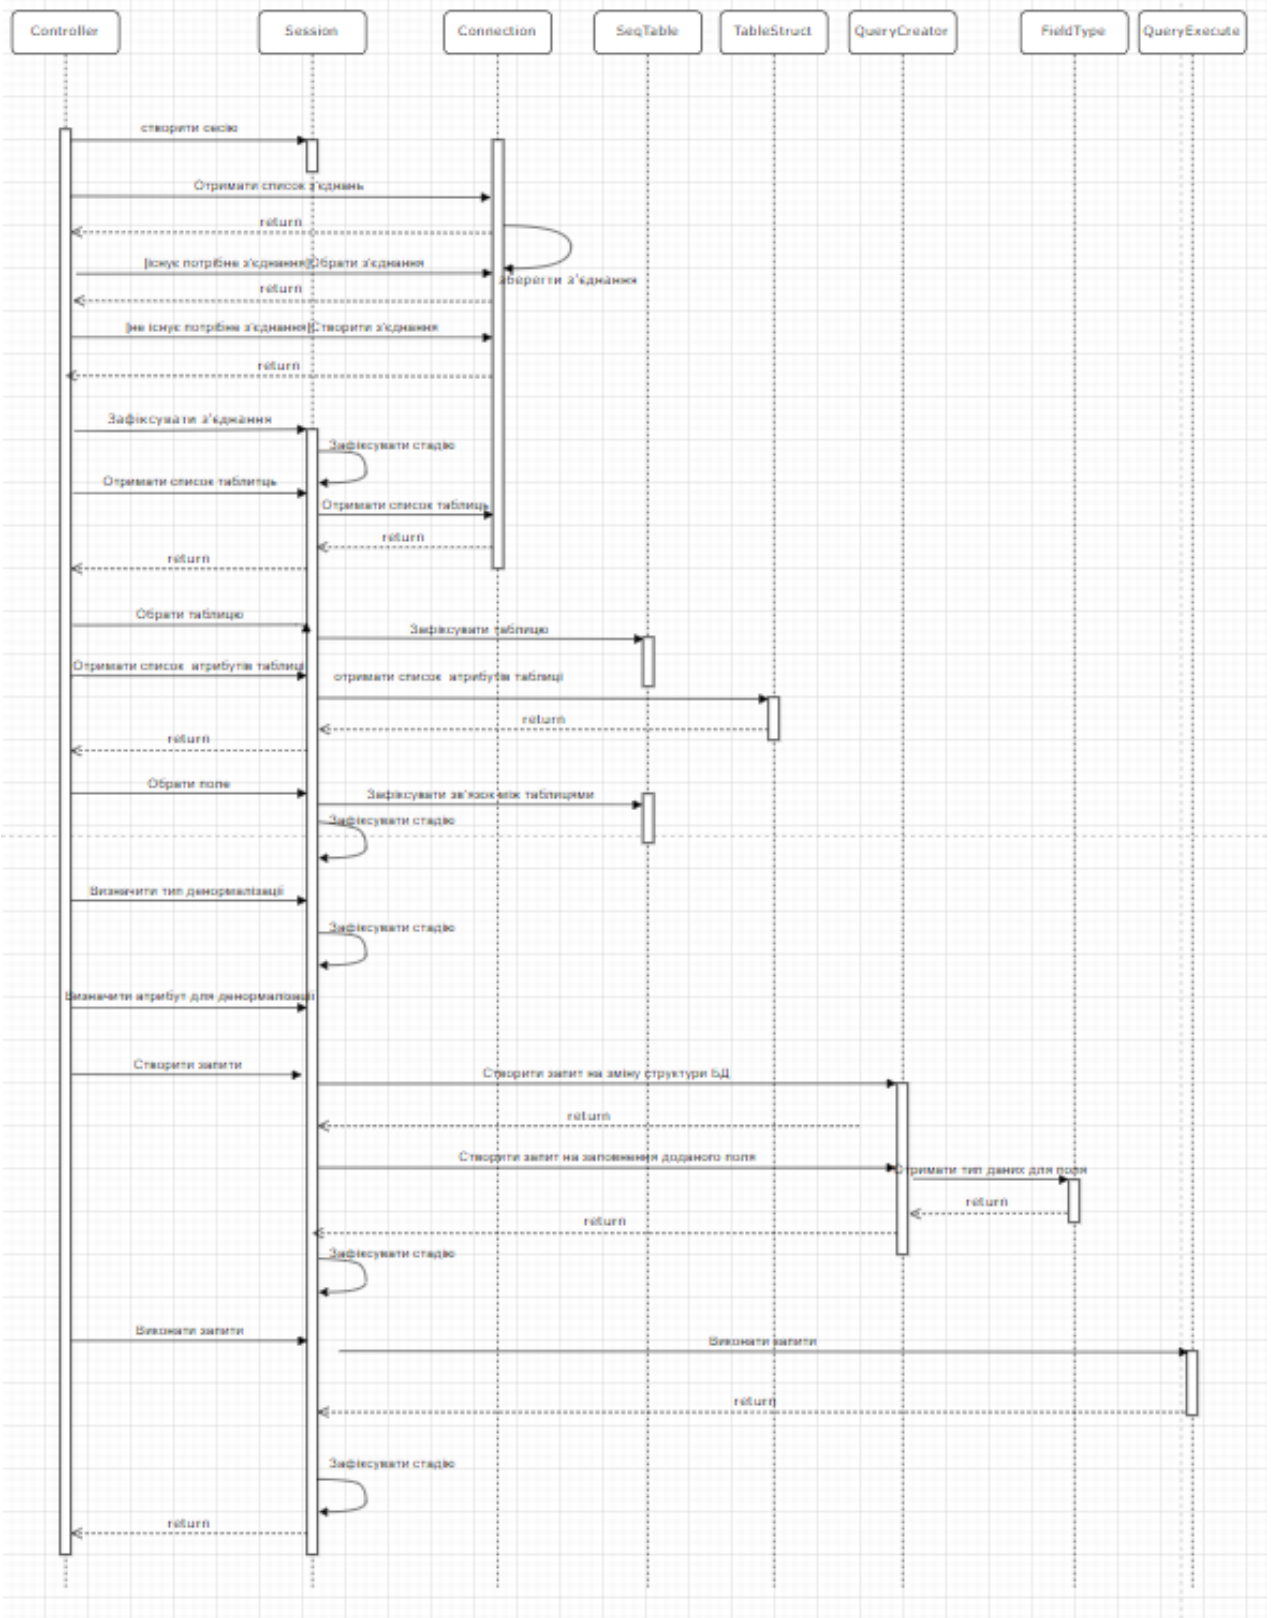 Controller
Session
Connection
SeqTable
TableStruct
QueryCreator
FieldType
QueryExecute
створити сесію
Отримати список з'єднань
return
[існує потрібне з'єднання]Обрати з'єднання
зберегти з'єднання
return
[не існує потрібне з'єднання]Створити з'єднання
return
Зафіксувати з'єднання
Зафіксувати стадію
Отримати список таблитць
Отримати список таблиць
return
return
Обрати таблицю
Зафіксувати таблицю
Отримати список атрибутів таблиці
отримати список атрибутів таблиці
return
return
Обрати поле
Зафіксувати зв'язок між таблицями
Зафіксувати стадію
Визначити тип денормалізації
Зафіксувати стадію
Визначити атрибут для денормалізації
Створити запити
Створити запит на зміну структури БД
return
Створити запит на заповнення доданого поля
Отримати тип даних для поля
return
return
Зафіксувати стадію
Виконати запити
Виконати запити
return
Зафіксувати стадію
return